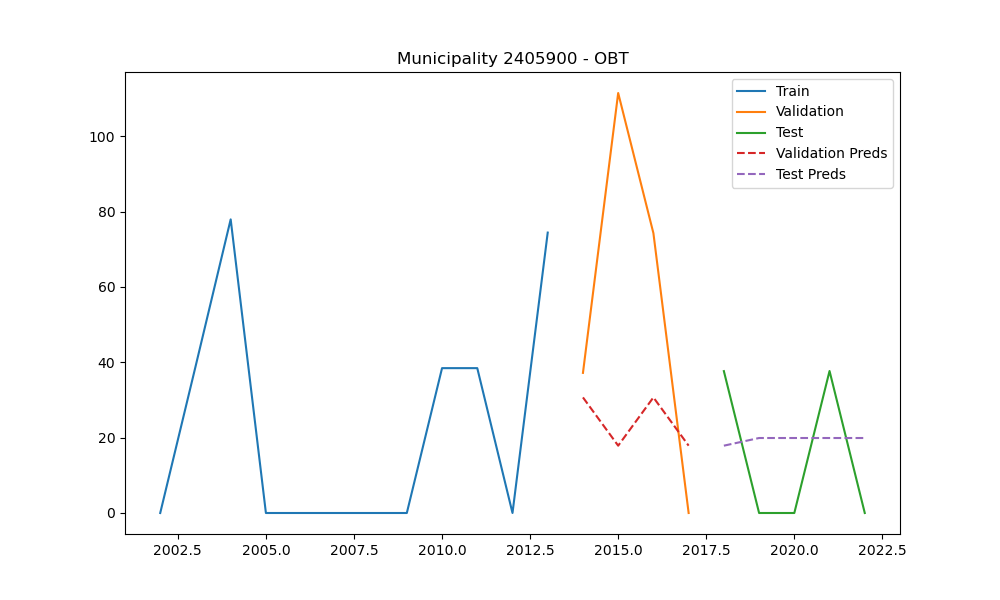 Municipality 2405900 - OBT
Train
Validation
Test
Validation Preds
Test Preds
100
80
60
40
20
0
2002.5 2005.0 2007.5 2010.0 2012.5 2015.0 2017.5 2020.0 2022.5